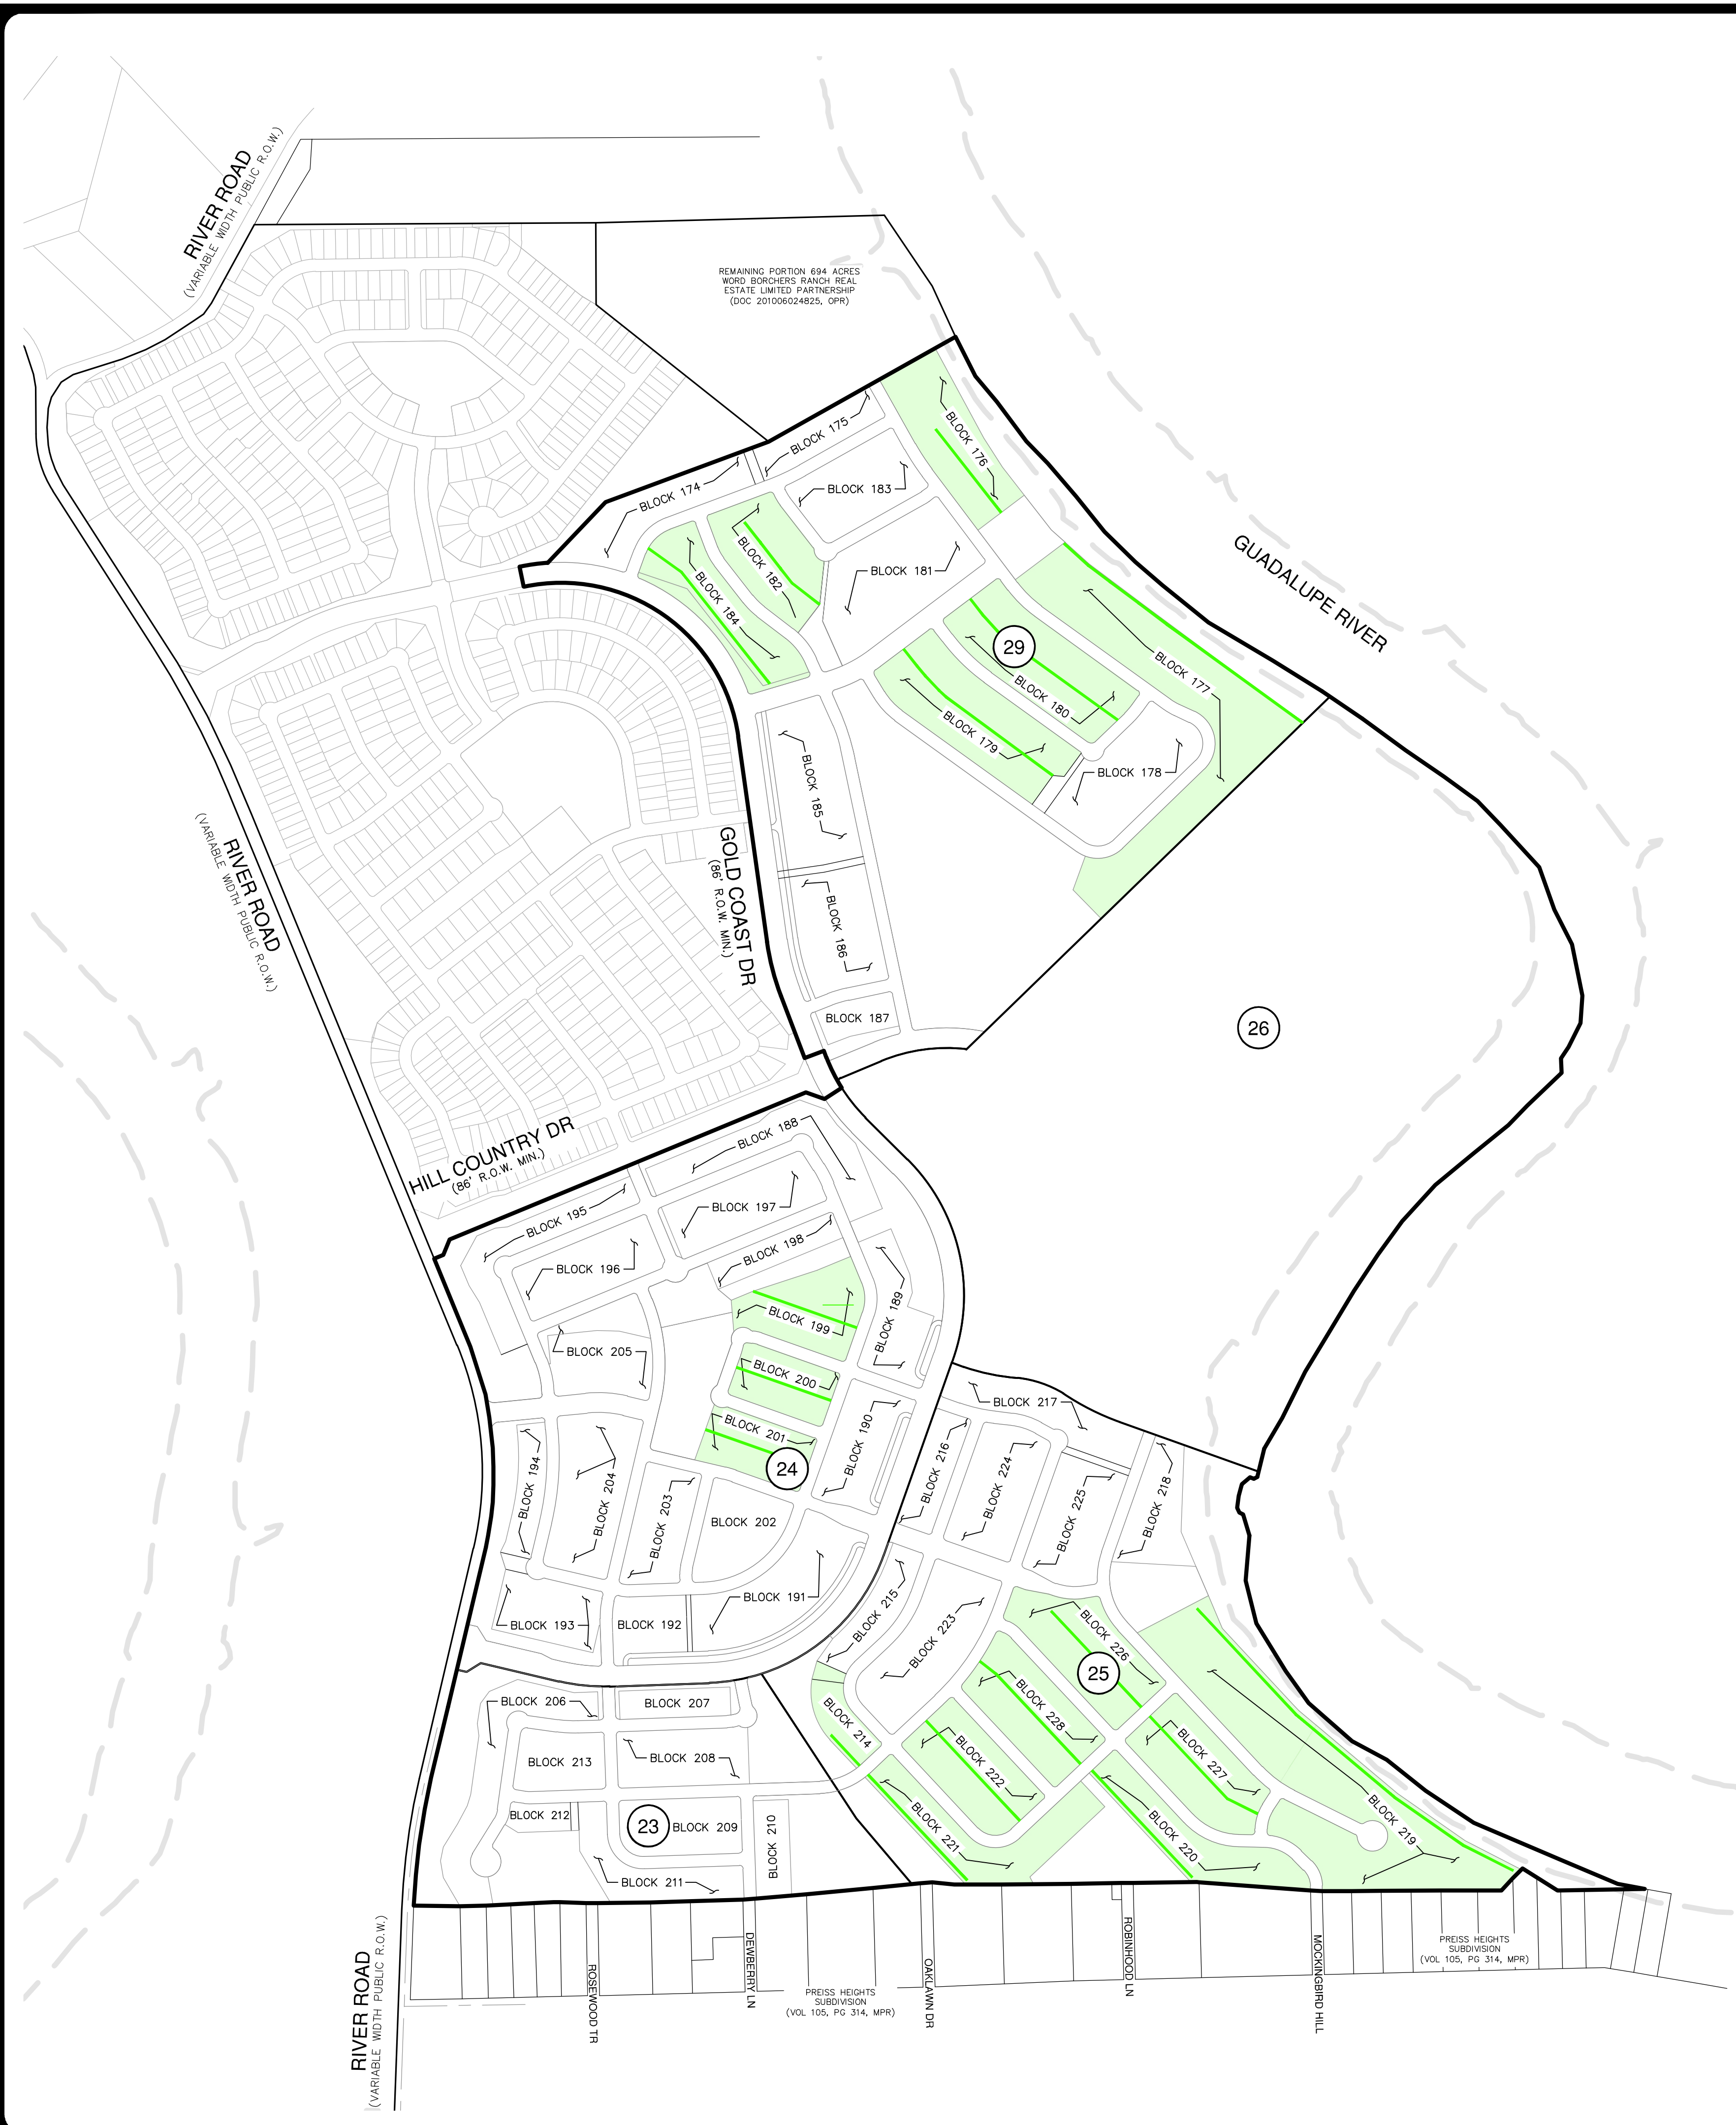 RIVER ROAD
(VARIABLE WIDTH PUBLIC R.O.W.)
REMAINING PORTION 694 ACRES
WORD BORCHERS RANCH REAL
ESTATE LIMITED PARTNERSHIP
(DOC 201006024825, OPR)
BLOCK 176
BLOCK 175
BLOCK 174
BLOCK 183
BLOCK 182
BLOCK 181
BLOCK 184
GUADALUPE RIVER
29
BLOCK 177
BLOCK 180
BLOCK 179
BLOCK 178
BLOCK 185
RIVER ROAD
(VARIABLE WIDTH PUBLIC R.O.W.)
GOLD COAST DR
(86' R.O.W. MIN.)
BLOCK 186
BLOCK 187
26
HILL COUNTRY DR
(86' R.O.W. MIN.)
BLOCK 188
BLOCK 195
BLOCK 197
BLOCK 198
BLOCK 196
BLOCK 189
BLOCK 199
BLOCK 205
BLOCK 200
BLOCK 217
BLOCK 201
BLOCK 190
24
BLOCK 216
BLOCK 224
BLOCK 194
BLOCK 204
BLOCK 203
BLOCK 202
BLOCK 225
BLOCK 218
BLOCK 191
BLOCK 193
BLOCK 192
BLOCK 215
BLOCK 223
BLOCK 226
25
BLOCK 206
BLOCK 207
BLOCK 214
BLOCK 228
BLOCK 213
BLOCK 208
BLOCK 222
BLOCK 227
BLOCK 212
23
BLOCK 209
BLOCK 210
BLOCK 221
BLOCK 220
BLOCK 219
BLOCK 211
RIVER ROAD
(VARIABLE WIDTH PUBLIC R.O.W.)
ROSEWOOD TR
DEWBERRY LN
PREISS HEIGHTS
SUBDIVISION
(VOL 105, PG 314, MPR)
OAKLAWN DR
ROBINHOOD LN
MOCKINGBIRD HILL
PREISS HEIGHTS
SUBDIVISION
(VOL 105, PG 314, MPR)